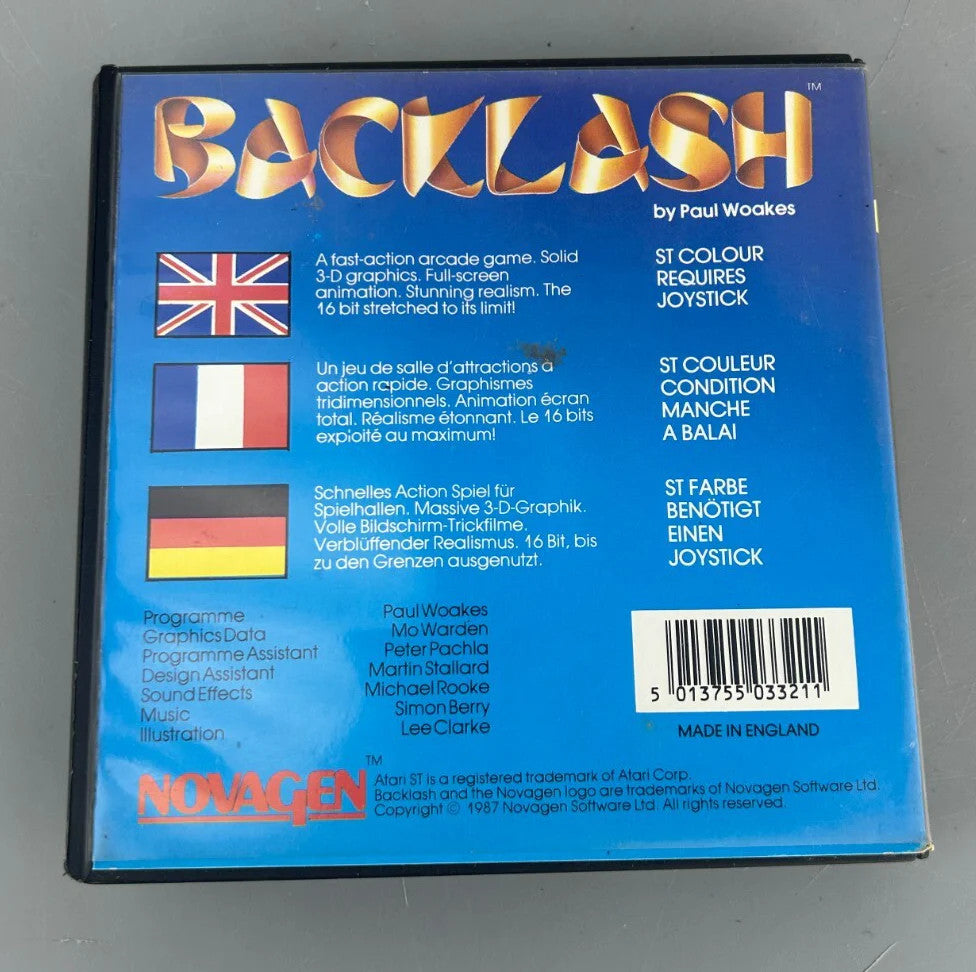 BACKLASH™
by Paul Woakes
A fast-action arcade game. Solid
3-D graphics. Full-screen
animation. Stunning realism. The
16 bit stretched to its limit!
ST COLOUR
REQUIRES
JOYSTICK
Un jeu de salle d'attractions a
action rapide. Graphismes
tridimensionnels. Animation écran
total. Réalisme étonnant. Le 16 bits
exploité au maximum!
ST COULEUR
CONDITION
MANCHE
A BALAI
Schnelles Action Spiel für
Spielhallen. Massive 3-D-Graphik.
Volle Bildschirm-Trickfilme.
Verblüffender Realismus. 16 Bit, bis
zu den Grenzen ausgenutzt.
ST FARBE
BENÖTIGT
EINEN
JOYSTICK
Programme Paul Woakes
Graphics Data Mo Warden
Programme Assistant Peter Pachla
Design Assistant Martin Stallard
Sound Effects Michael Rooke
Music Simon Berry
Illustration Lee Clarke
5 013755 033211
MADE IN ENGLAND
NOVAGEN™
Atari ST is a registered trademark of Atari Corp.
Backlash and the Novagen logo are trademarks of Novagen Software Ltd.
Copyright © 1987 Novagen Software Ltd. All rights reserved.